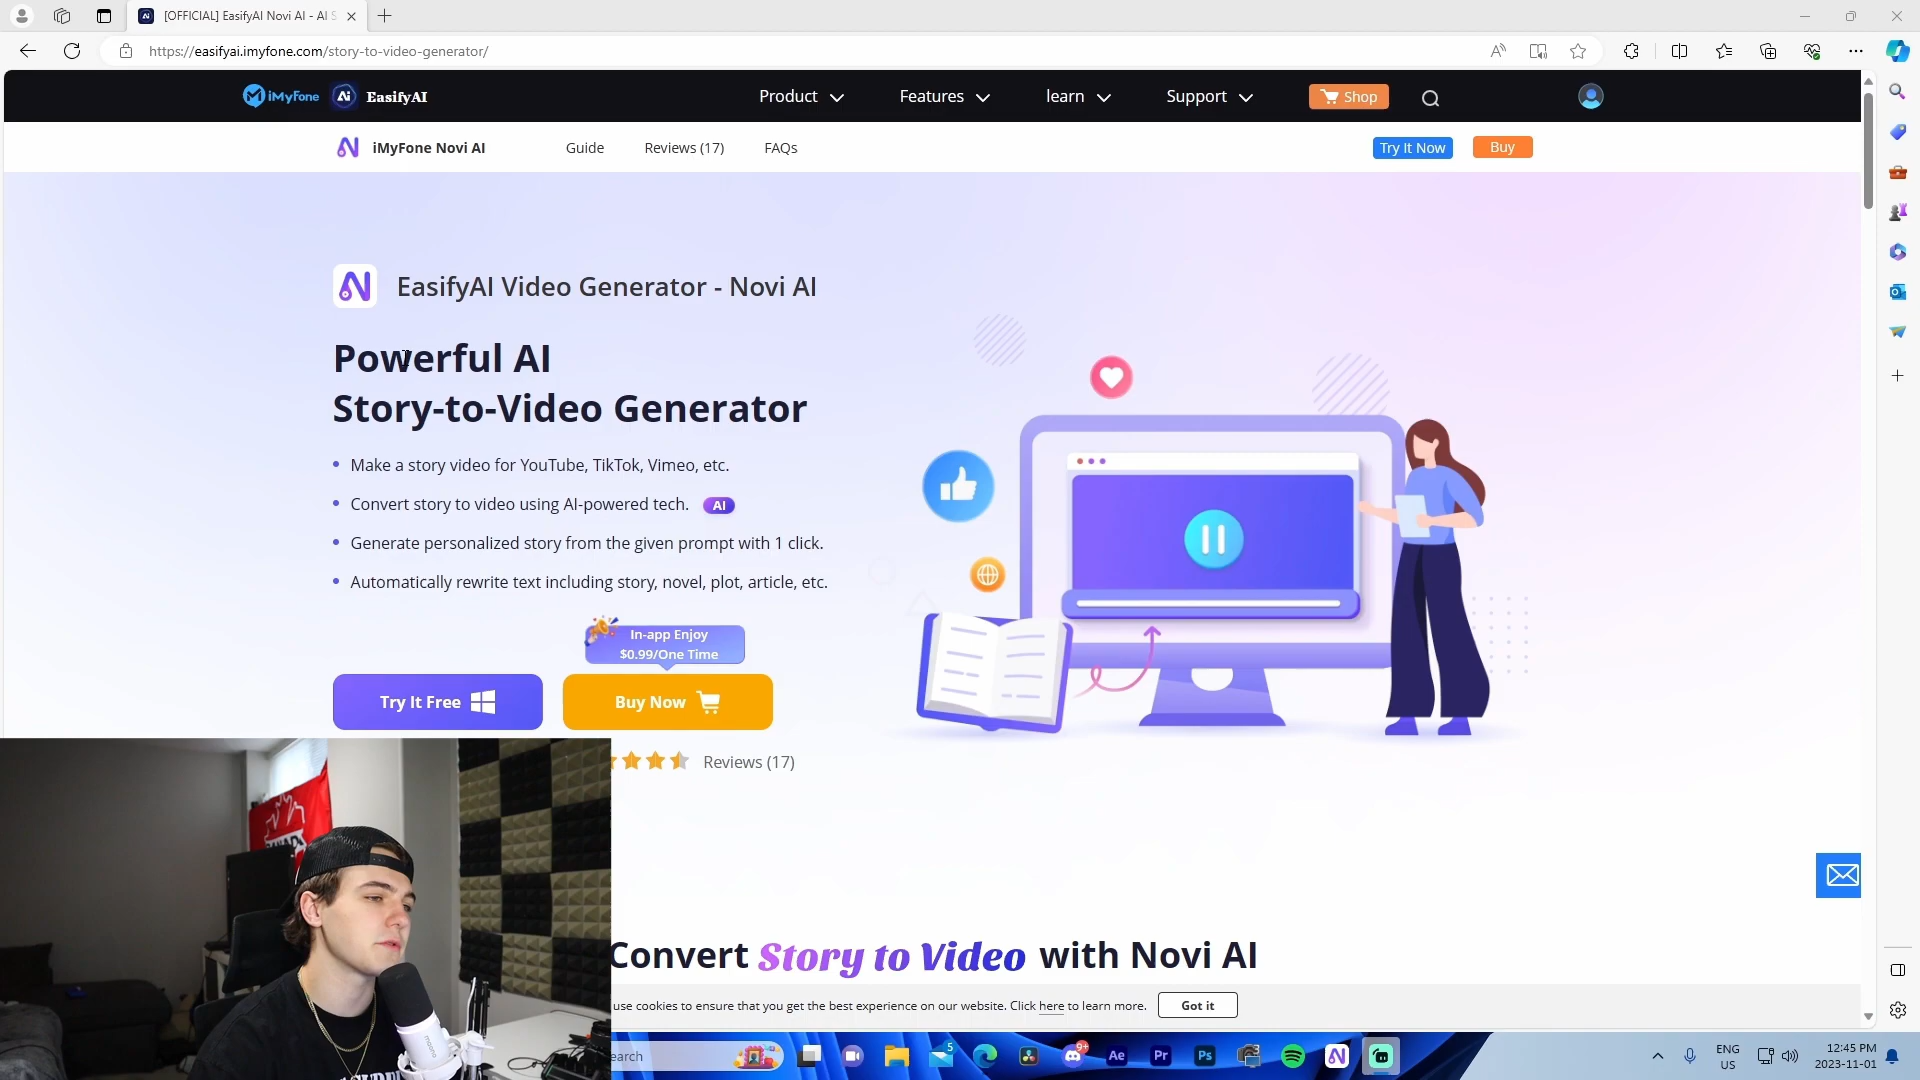 [OFFICIAL] EasifyAI Novi AI - AI S
https://easifyai.imyfone.com/story-to-video-generator/
iMyFone Ai EasifyAI
Product
Features
learn
Support
Shop
iMyFone Novi AI
Guide
Reviews (17)
FAQs
Try It Now
Buy
EasifyAI Video Generator - Novi AI
Powerful AI
Story-to-Video Generator
Make a story video for YouTube, TikTok, Vimeo, etc.
Convert story to video using AI-powered tech. AI
Generate personalized story from the given prompt with 1 click.
Automatically rewrite text including story, novel, plot, article, etc.
In-app Enjoy
$0.99/One Time
Try It Free
Buy Now
Reviews (17)
Convert Story to Video with Novi AI
use cookies to ensure that you get the best experience on our website. Click here to learn more.
Got it
earch
5
9+
Ae
Pr
Ps
ENG
US
12:45 PM
2023-11-01